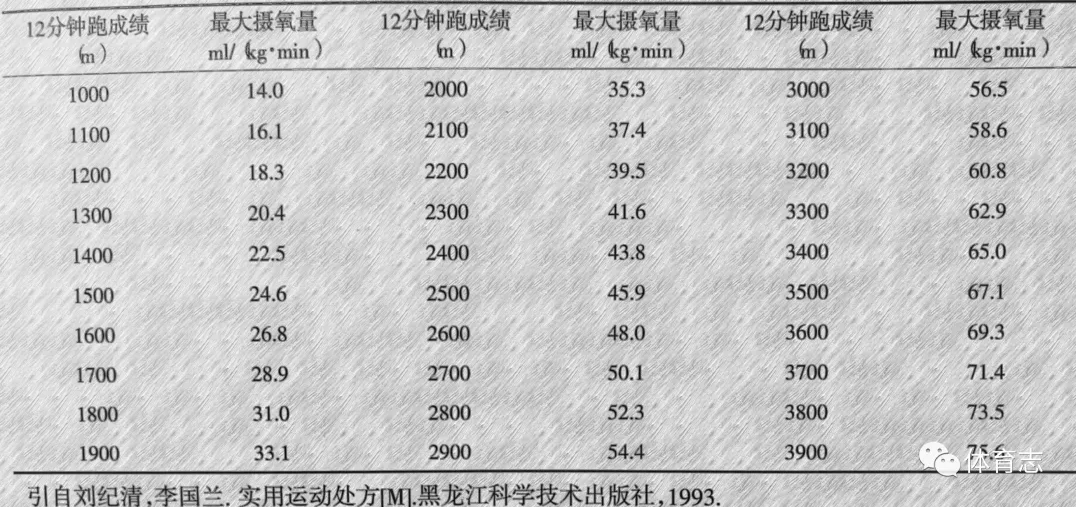 12分钟跑成绩 最大摄氧量 12分钟跑成绩 最大摄氧量 12分钟跑成绩 最大摄氧量
(m) ml/(kg·min) (m) ml/(kg·min) (m) ml/(kg·min)
1000 14.0 2000 35.3 3000 56.5
1100 16.1 2100 37.4 3100 58.6
1200 18.3 2200 39.5 3200 60.8
1300 20.4 2300 41.6 3300 62.9
1400 22.5 2400 43.8 3400 65.0
1500 24.6 2500 45.9 3500 67.1
1600 26.8 2600 48.0 3600 69.3
1700 28.9 2700 50.1 3700 71.4
1800 31.0 2800 52.3 3800 73.5
1900 33.1 2900 54.4 3900 75.6
体育志
引自刘纪清,李国兰.实用运动处方[M].黑龙江科学技术出版社,1993.